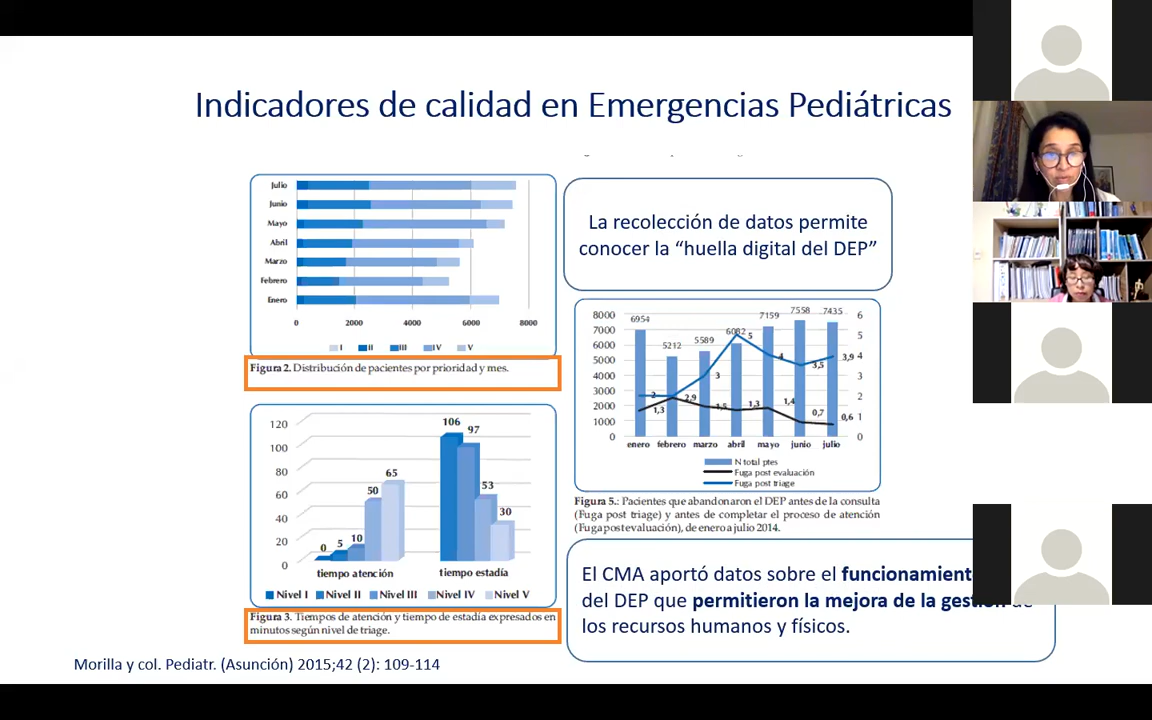 Indicadores de calidad en Emergencias Pediátricas
Julio
Junio
Mayo
Abril
Marzo
Febrero
Enero
0 2000 4000 6000 8000
I II III IV V
Figura 2. Distribución de pacientes por prioridad y mes.
120
100
80
60
40
20
0
0 5 10 50 65
106 97 53 30
tiempo atención tiempo estadía
Nivel I Nivel II Nivel III Nivel IV Nivel V
Figura 3. Tiempos de atención y tiempo de estadía expresados en
minutos según nivel de triage.
La recolección de datos permite
conocer la “huella digital del DEP”
8000
7000
6000
5000
4000
3000
2000
1000
0
6954 5212 5589 6082 7159 7558 7435
2 3 5 4 3,5 3,9
1,3 2,9 1,5 1,3 1,4 0,7 0,6
6
5
4
3
2
1
0
enero febrero marzo abril mayo junio julio
N total ptes
Fuga post evaluación
Fuga post triage
Figura 5.: Pacientes que abandonaron el DEP antes de la consulta
(Fuga post triage) y antes de completar el proceso de atención
(Fuga postevaluación), de enero a julio 2014.
El CMA aportó datos sobre el funcionamient
del DEP que permitieron la mejora de la gestión de
los recursos humanos y físicos.
Morilla y col. Pediatr. (Asunción) 2015;42 (2): 109-114